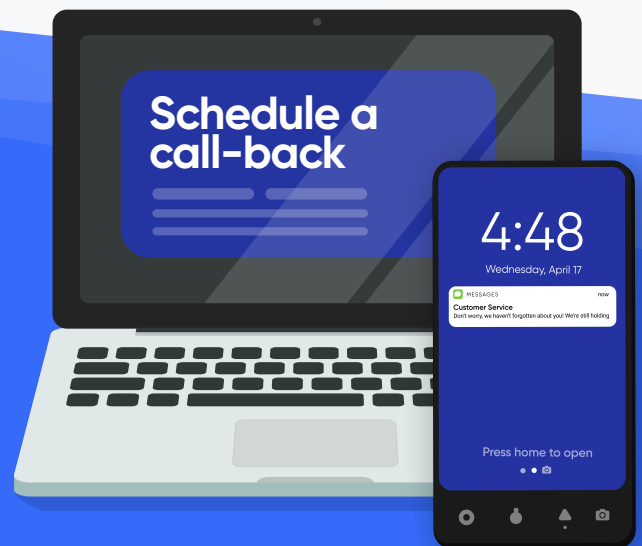 Schedule a
call-back
4:48
Wednesday, April 17
MESSAGES now
Customer Service
Don't worry, we haven't forgotten about you! We're still holding
Press home to open